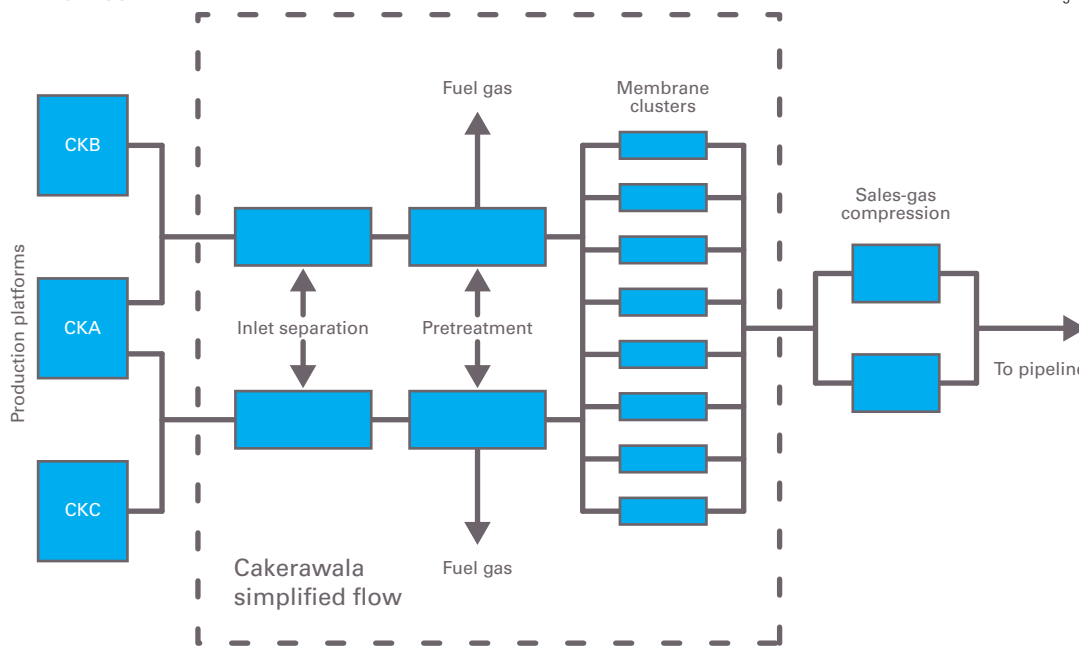 Fuel gas
Membrane
clusters
CKB
Sales-gas
compression
Production platforms
CKA
Inlet separation
Pretreatment
To pipeline
CKC
Cakerawala
simplified flow
Fuel gas